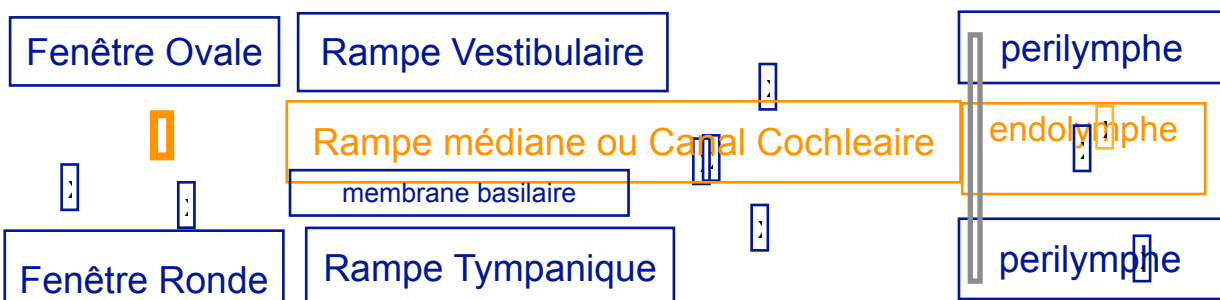 Fenêtre Ovale
Rampe Vestibulaire
perilymphe
Rampe médiane ou Canal Cochleaire
endolymphe
membrane basilaire
Fenêtre Ronde
Rampe Tympanique
perilymphe